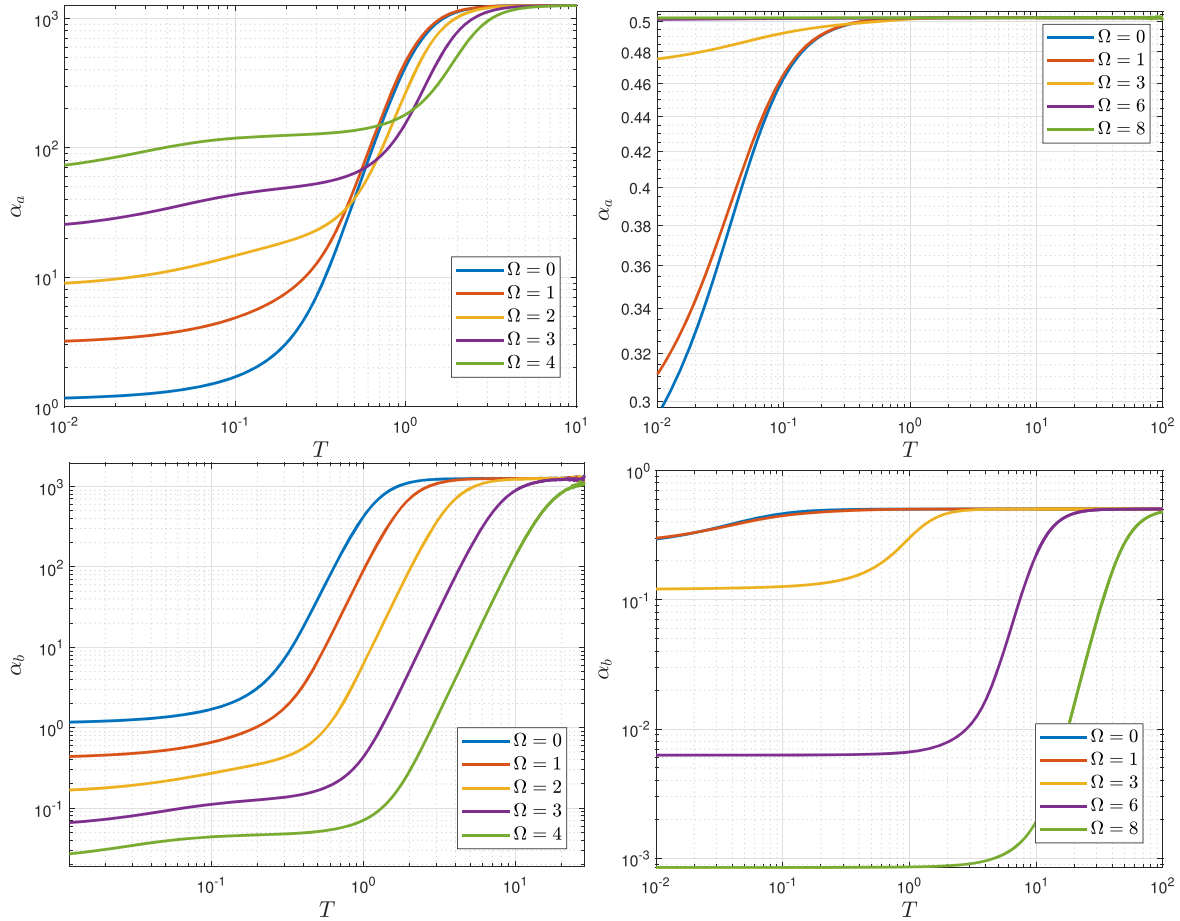 10^3
10^2
α_a
10^1
10^0
10^-2
10^-1
10^0
10^1
T
Ω = 0
Ω = 1
Ω = 2
Ω = 3
Ω = 4
0.5
0.48
0.46
0.44
0.42
0.4
α_a
0.38
0.36
0.34
0.32
0.3
10^-2
10^-1
10^0
10^1
10^2
T
Ω = 0
Ω = 1
Ω = 3
Ω = 6
Ω = 8
10^3
10^2
α_b
10^1
10^0
10^-1
10^-1
10^0
10^1
T
Ω = 0
Ω = 1
Ω = 2
Ω = 3
Ω = 4
10^0
10^-1
α_b
10^-2
10^-3
10^-2
10^-1
10^0
10^1
10^2
T
Ω = 0
Ω = 1
Ω = 3
Ω = 6
Ω = 8